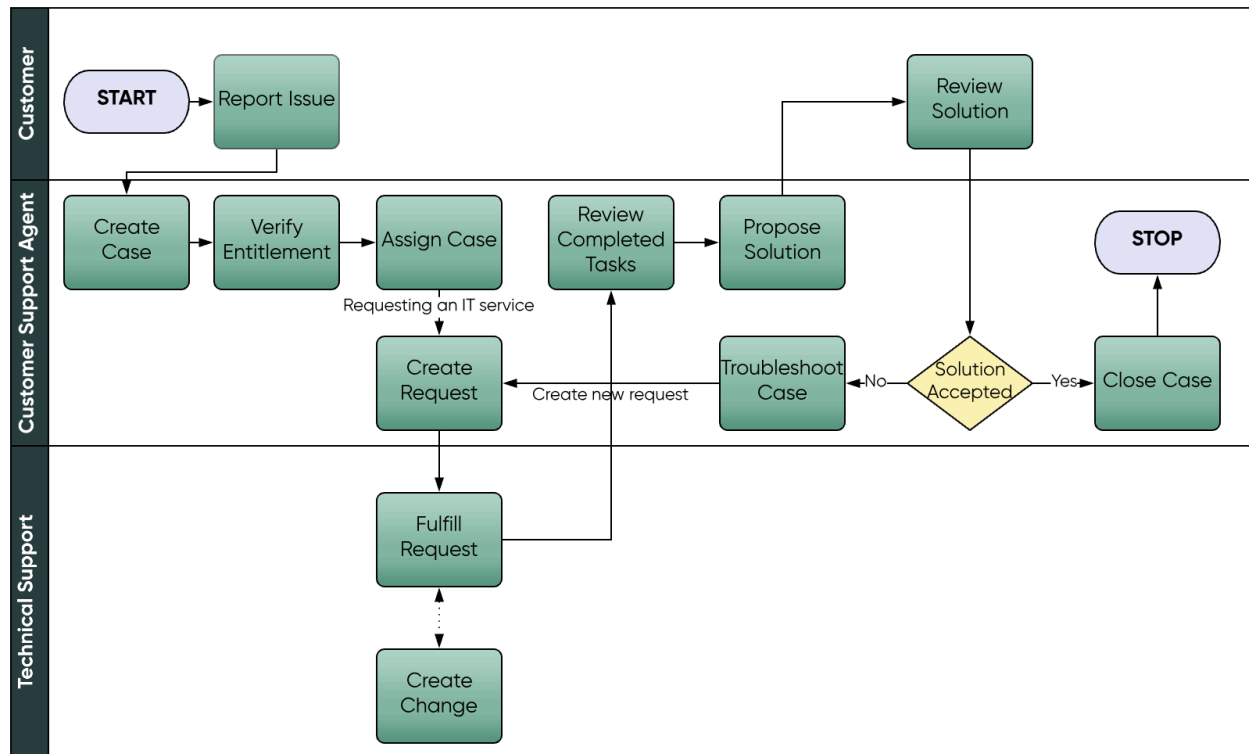 Customer
START
Report Issue
Review
Solution
Customer Support Agent
Create
Case
Verify
Entitlement
Assign Case
Review
Completed
Tasks
Propose
Solution
STOP
Requesting an IT service
Create
Request
Create new request
Troubleshoot
Case
No
Solution
Accepted
Yes
Close Case
Technical Support
Fulfill
Request
Create
Change